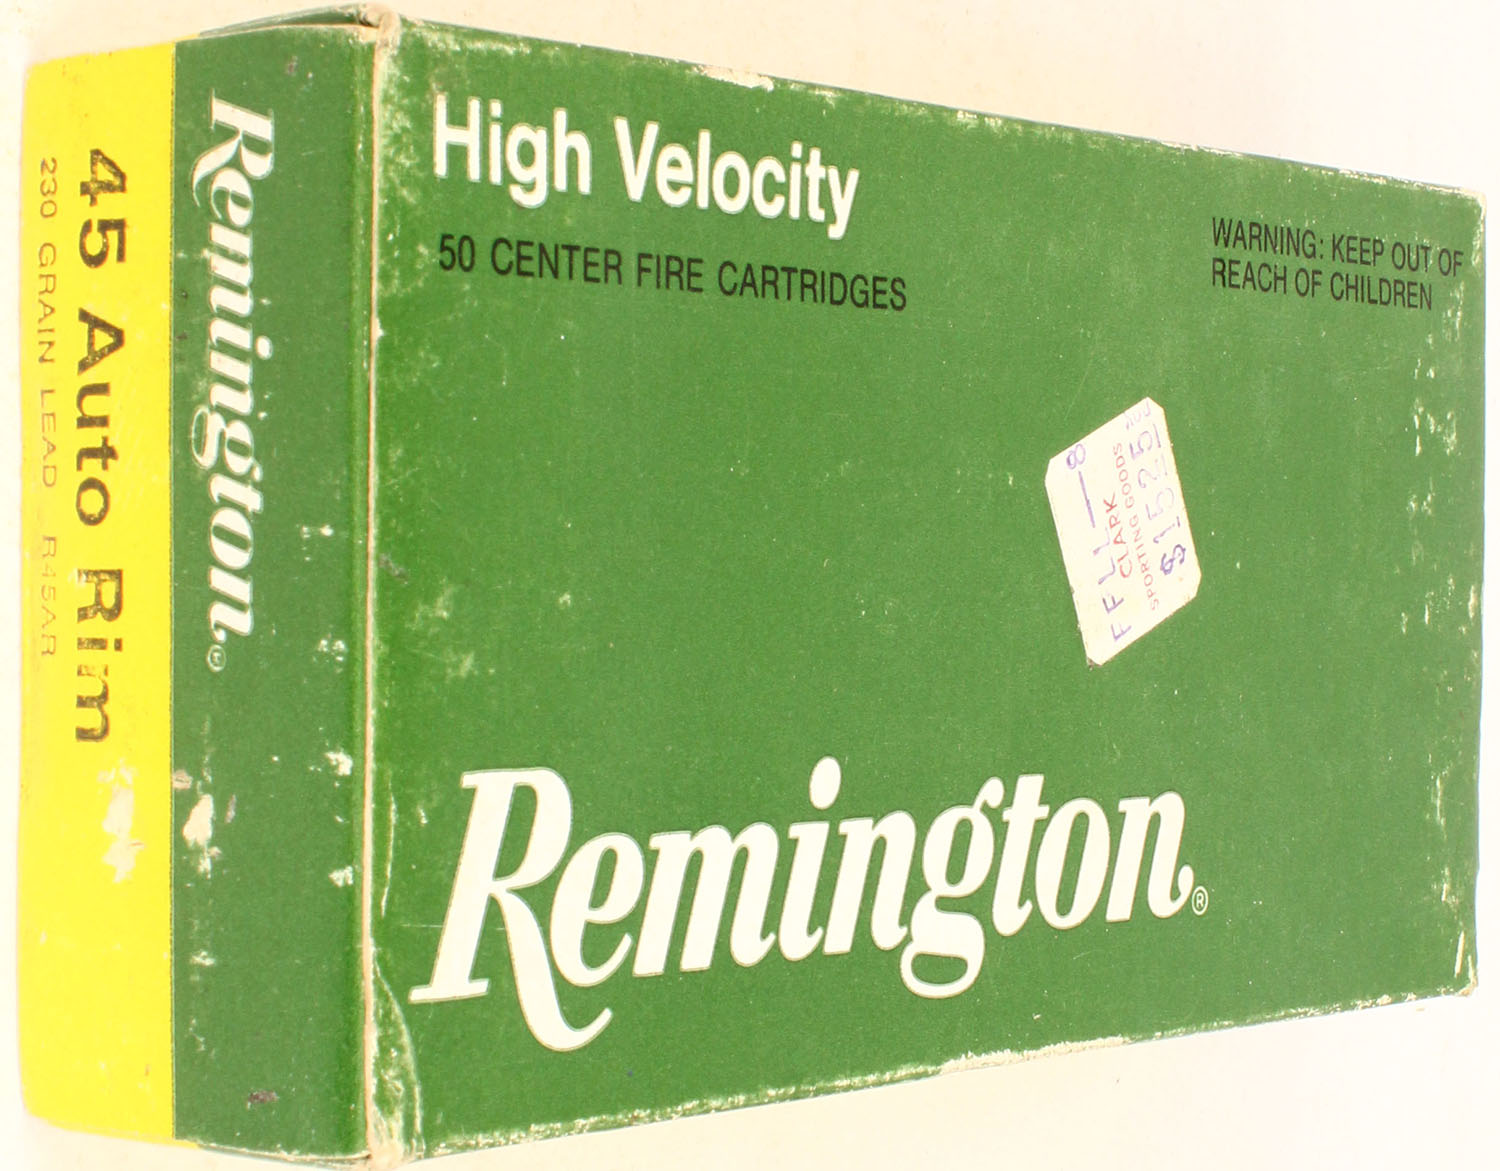 High Velocity
50 CENTER FIRE CARTRIDGES
WARNING: KEEP OUT OF
REACH OF CHILDREN
CLARK
SPORTING GOODS
$1525
Remington®
Remington®
45 Auto Rim
230 GRAIN LEAD R45AR